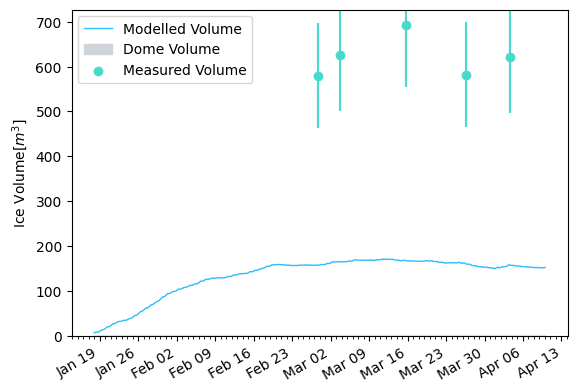 Modelled Volume
Dome Volume
Measured Volume
Ice Volume[$m^3$]
700
600
500
400
300
200
100
0
Jan 19
Jan 26
Feb 02
Feb 09
Feb 16
Feb 23
Mar 02
Mar 09
Mar 16
Mar 23
Mar 30
Apr 06
Apr 13